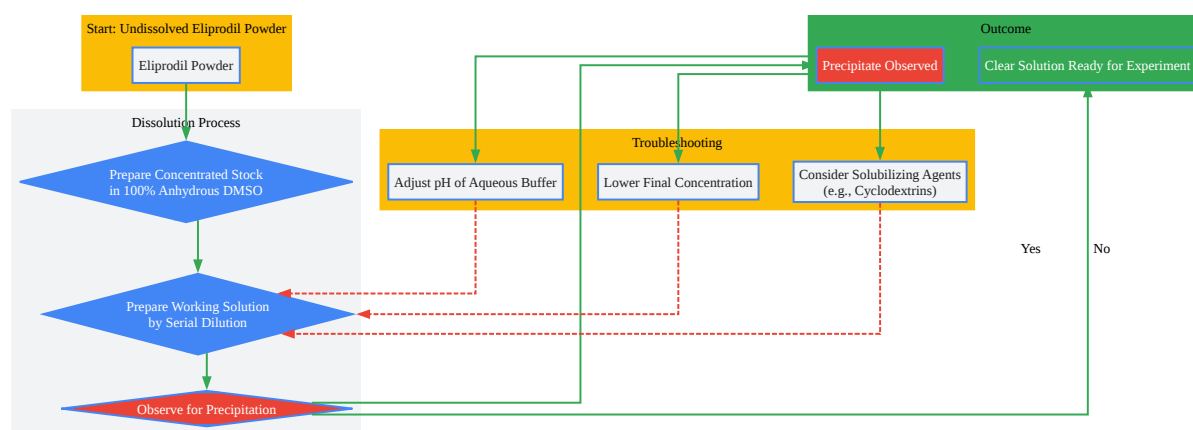 Start: Undissolved Eliprodil Powder
Eliprodil Powder
Dissolution Process
Prepare Concentrated Stock
in 100% Anhydrous DMSO
Prepare Working Solution
by Serial Dilution
Observe for Precipitation
Troubleshooting
Adjust pH of Aqueous Buffer
Lower Final Concentration
Consider Solubilizing Agents
(e.g., Cyclodextrins)
Outcome
Precipitate Observed
Clear Solution Ready for Experiment
Yes
No